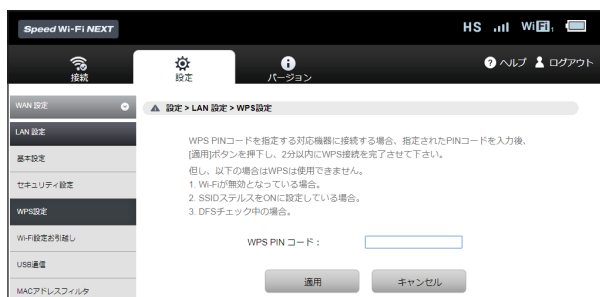 Speed Wi-Fi NEXT
HS WiFi 1
接続
設定
バージョン
ヘルプ ログアウト
WAN 設定
設定 > LAN 設定 > WPS設定
LAN 設定
基本設定
セキュリティ設定
WPS設定
Wi-Fi設定お引越し
USB通信
MACアドレスフィルタ
WPS PINコードを指定する対応機器に接続する場合、指定されたPINコードを入力後、
[適用]ボタンを押下し、2分以内にWPS接続を完了させて下さい。
但し、以下の場合はWPSは使用できません。
1. Wi-Fiが無効となっている場合。
2. SSIDステルスをONに設定している場合。
3. DFSチェック中の場合。
WPS PIN コード：
適用
キャンセル